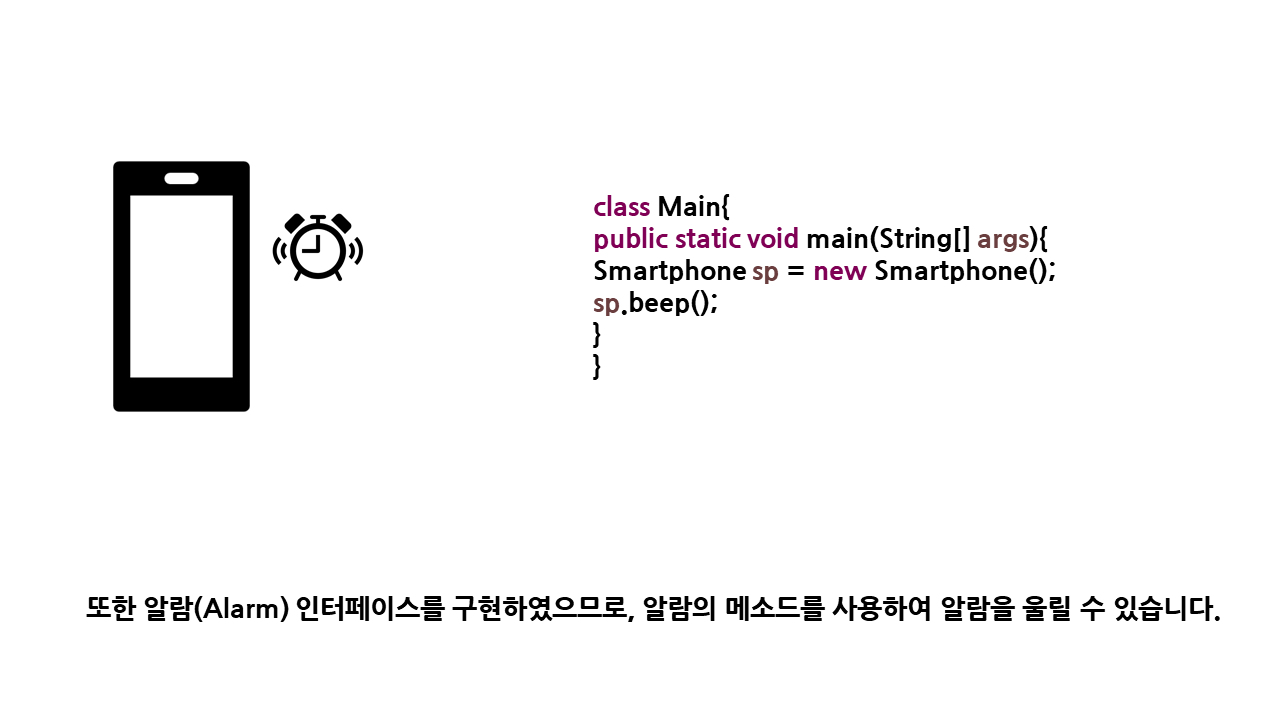 class Main{
public static void main(String[] args){
Smartphone sp = new Smartphone();
sp.beep();
}
}
또한 알람(Alarm) 인터페이스를 구현하였으므로, 알람의 메소드를 사용하여 알람을 울릴 수 있습니다.